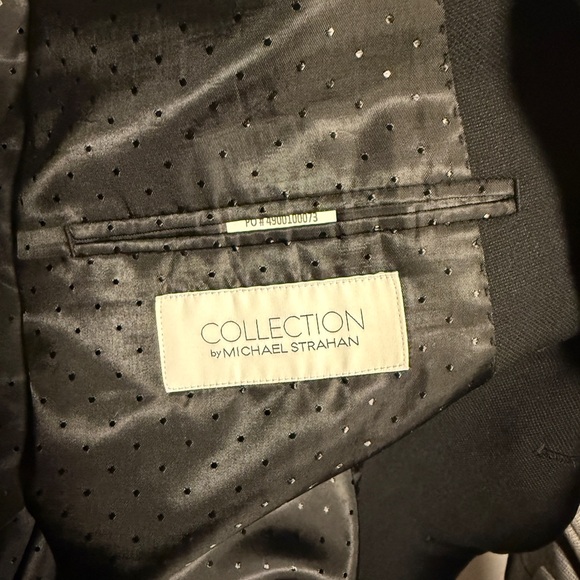 PO # 4900100073
COLLECTION
by MICHAEL STRAHAN